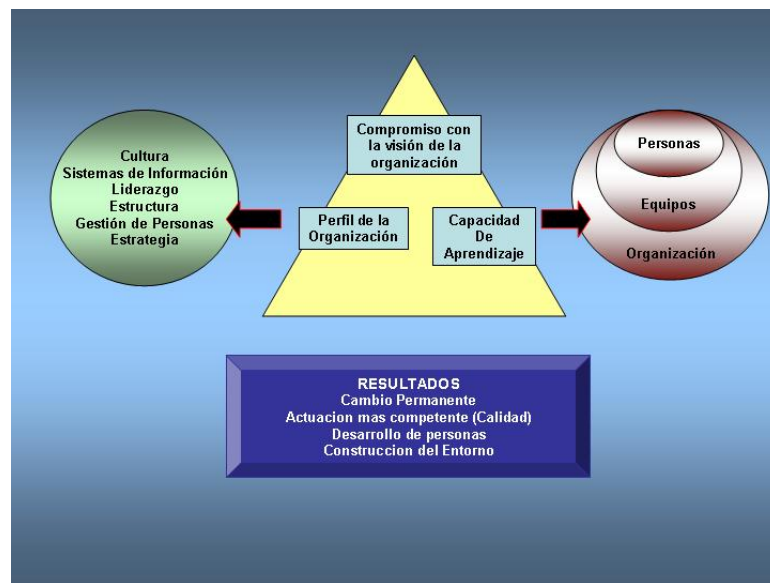 Compromiso con
la visión de la
organización
Cultura
Sistemas de Información
Liderazgo
Estructura
Gestión de Personas
Estrategia
Perfil de la
Organización
Capacidad
De
Aprendizaje
Personas
Equipos
Organización
RESULTADOS
Cambio Permanente
Actuacion mas competente (Calidad)
Desarrollo de personas
Construccion del Entorno